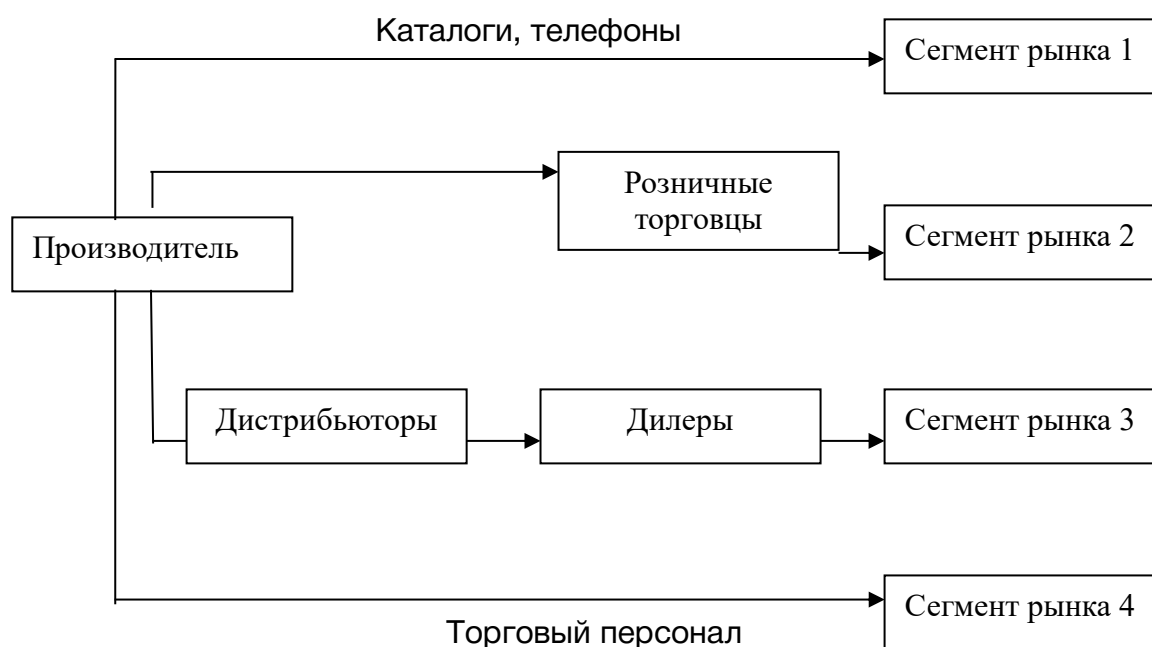 Каталоги, телефоны
Сегмент рынка 1
Розничные
торговцы
Сегмент рынка 2
Производитель
Дистрибьюторы
Дилеры
Сегмент рынка 3
Сегмент рынка 4
Торговый персонал